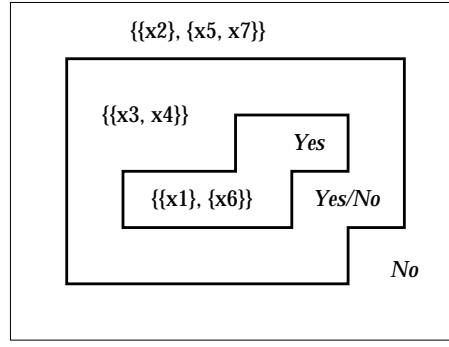 {{x2}, {x5, x7}}
{{x3, x4}}
Yes
{{x1}, {x6}}
Yes/No
No